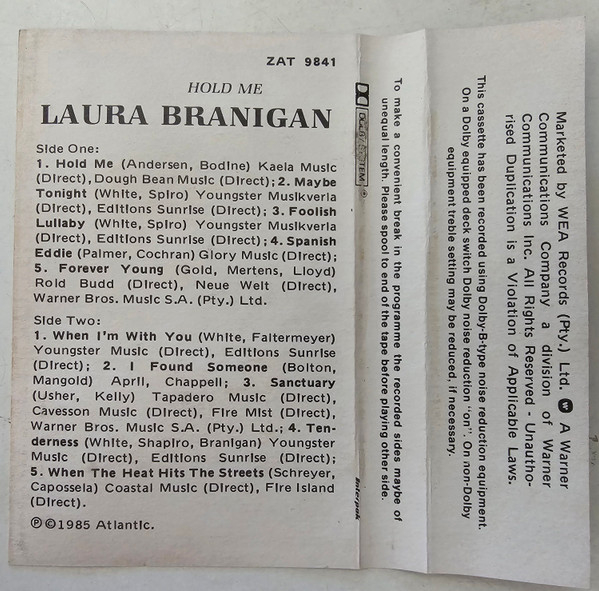 ZAT 9841
HOLD ME
LAURA BRANIGAN
Side One:
1. Hold Me (Andersen, Bodine) Kaela Music
(Direct), Dough Bean Music (Direct); 2. Maybe
Tonight (White, Spiro) Youngster Musikveria
(Direct), Editions Sunrise (Direct); 3. Foolish
Lullaby (White, Spiro) Youngster Musikveria
(Direct), Editions Sunrise (Direct); 4. Spanish
Eddie (Palmer, Cochran) Glory Music (Direct);
5. Forever Young (Gold, Mertens, Lloyd)
Rold Budd (Direct), Neue Welt (Direct),
Warner Bros. Music S.A. (Pty.) Ltd.
Side Two:
1. When I'm With You (White, Faltermeyer)
Youngster Music (Direct), Editions Sunrise
(Direct); 2. I Found Someone (Bolton,
Mangold) April, Chappell; 3. Sanctuary
(Usher, Kelly) Tapadero Music (Direct),
Cavesson Music (Direct), Fire Mist (Direct),
Warner Bros. Music S.A. (Pty.) Ltd.; 4. Ten-
derness (White, Shapiro, Branigan) Youngster
Music (Direct), Editions Sunrise (Direct);
5. When The Heat Hits The Streets (Schreyer,
Capossela) Coastal Music (Direct), Fire Island
(Direct).
℗©1985 Atlantic.
DOLBY SYSTEM ®
Interpak
To make a convenient break in the programme the recorded sides maybe of
unequal length. Please spool to end of the tape before playing other side.
This cassette has been recorded using Dolby-B-type noise reduction equipment.
On a Dolby equipped deck switch Dolby noise reduction "on". On non-Dolby
equipment treble setting may be reduced, if necessary.
Marketed by WEA Records (Pty.) Ltd. A Warner
Communications Company a division of Warner
Communications Inc. All Rights Reserved - Unautho-
rised Duplication is a Violation of Applicable Laws.